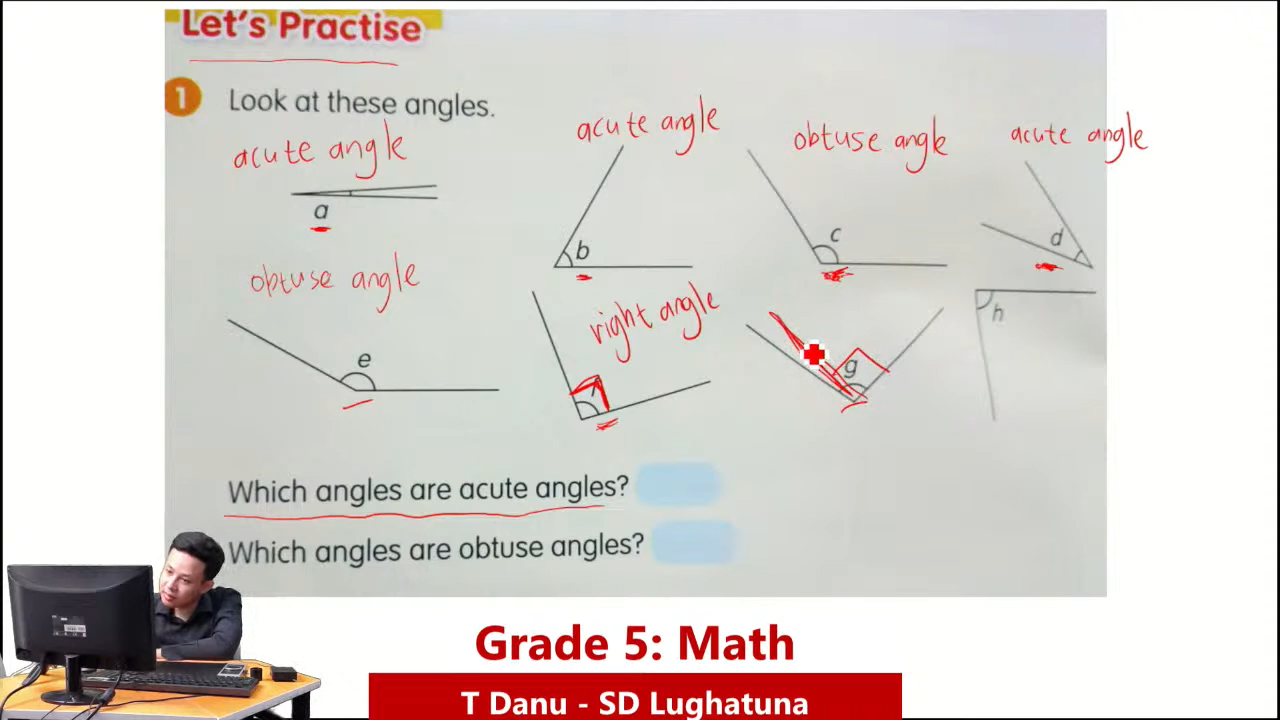 Let's Practise
1 Look at these angles.
acute angle
acute angle
obtuse angle
acute angle
a
b
c
d
obtuse angle
right angle
e
g
h
Which angles are acute angles?
Which angles are obtuse angles?
Grade 5: Math
T Danu - SD Lughatuna